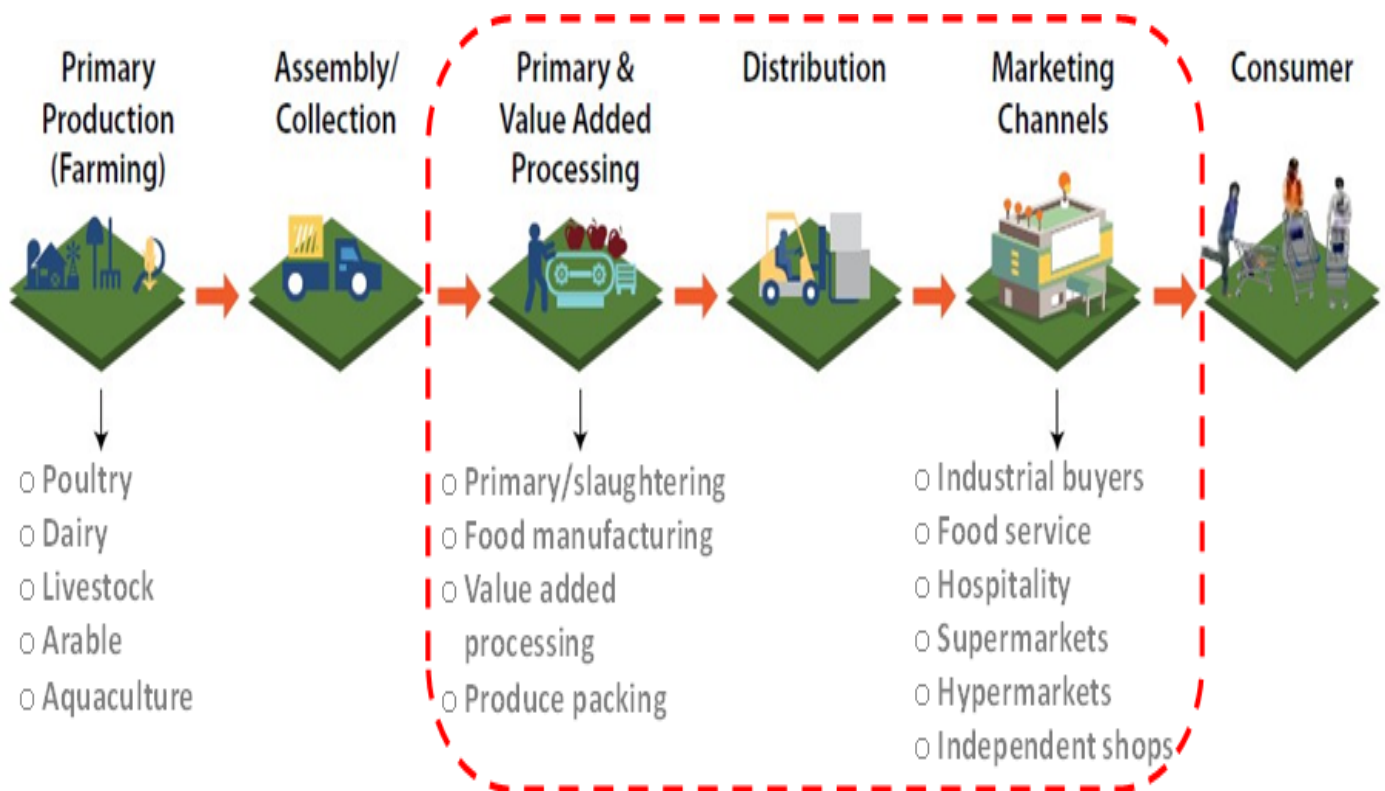 Primary
Production
(Farming)
Assembly/
Collection
Primary &
Value Added
Processing
Distribution
Marketing
Channels
Consumer
○ Poultry
○ Dairy
○ Livestock
○ Arable
○ Aquaculture
○ Primary/slaughtering
○ Food manufacturing
○ Value added
processing
○ Produce packing
○ Industrial buyers
○ Food service
○ Hospitality
○ Supermarkets
○ Hypermarkets
○ Independent shops